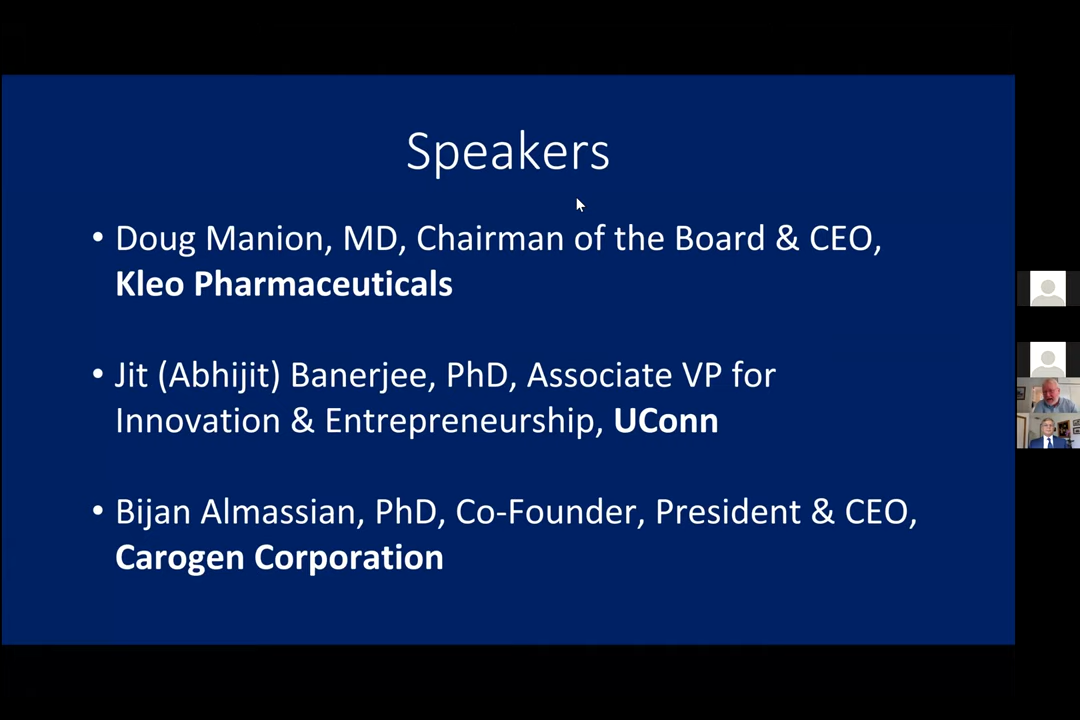 Speakers
• Doug Manion, MD, Chairman of the Board & CEO,
Kleo Pharmaceuticals
• Jit (Abhijit) Banerjee, PhD, Associate VP for
Innovation & Entrepreneurship, UConn
• Bijan Almassian, PhD, Co-Founder, President & CEO,
Carogen Corporation